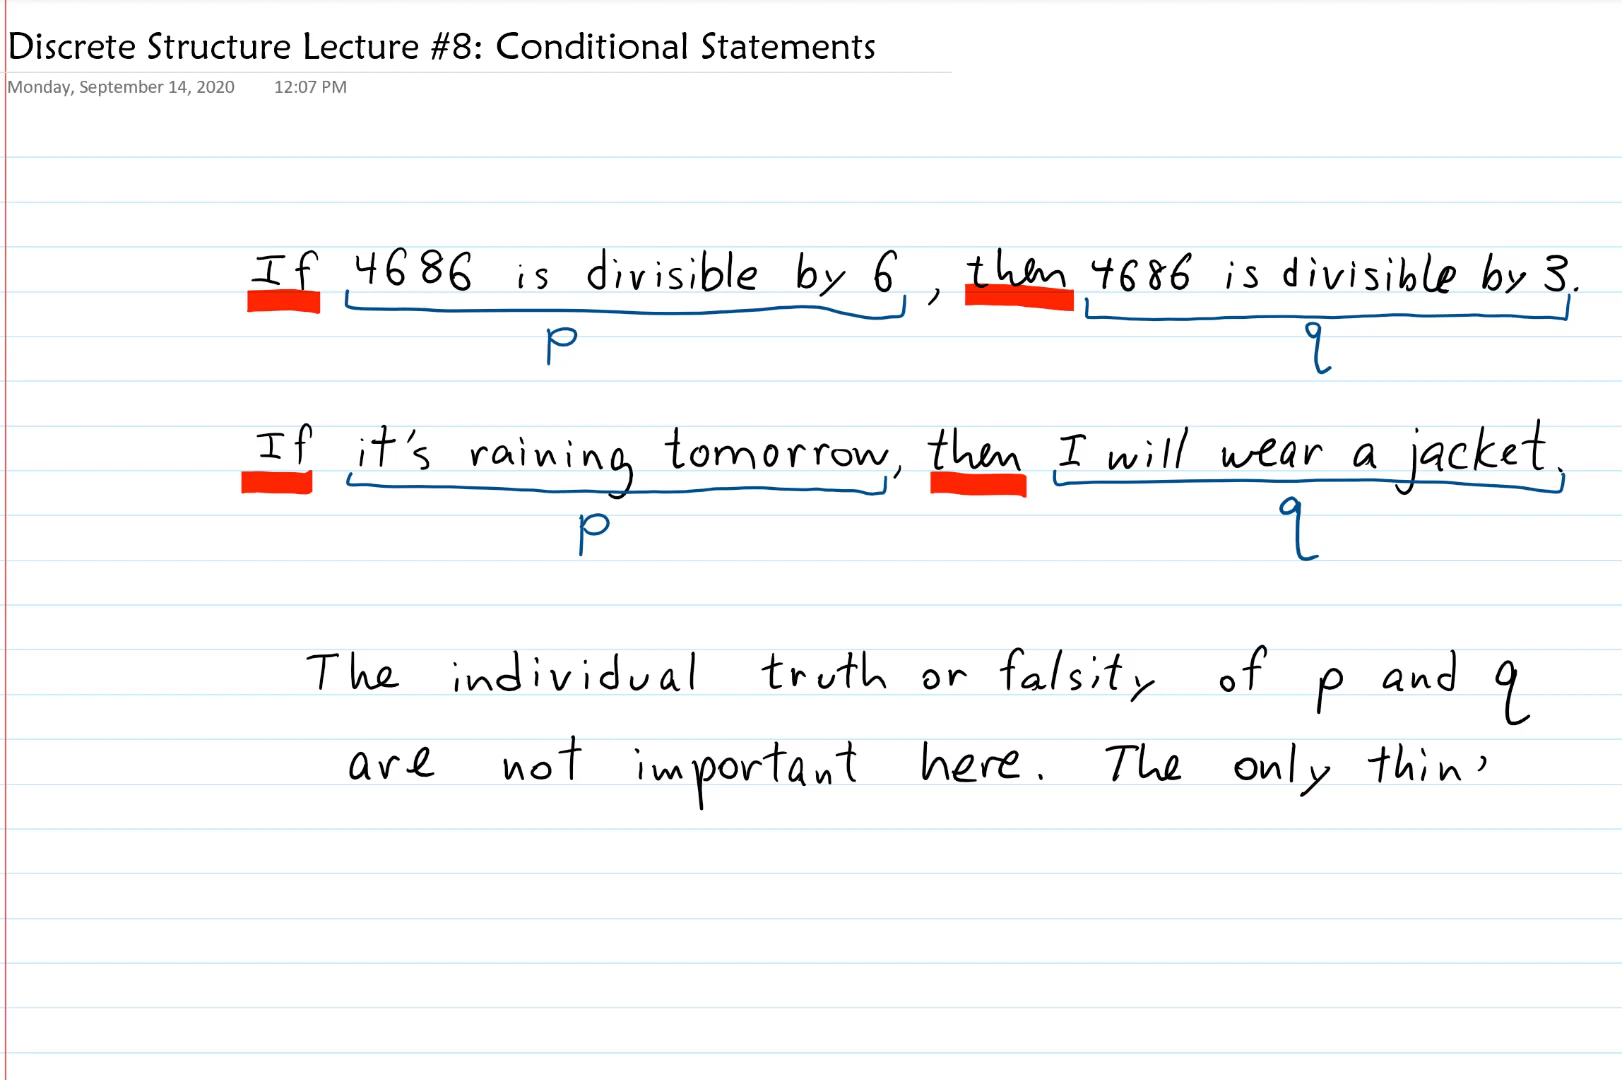 Discrete Structure Lecture #8: Conditional Statements
Monday, September 14, 2020 12:07 PM
If 4686 is divisible by 6, then 4686 is divisible by 3.
p q
If it's raining tomorrow, then I will wear a jacket.
p q
The individual truth or falsity of p and q
are not important here. The only thin